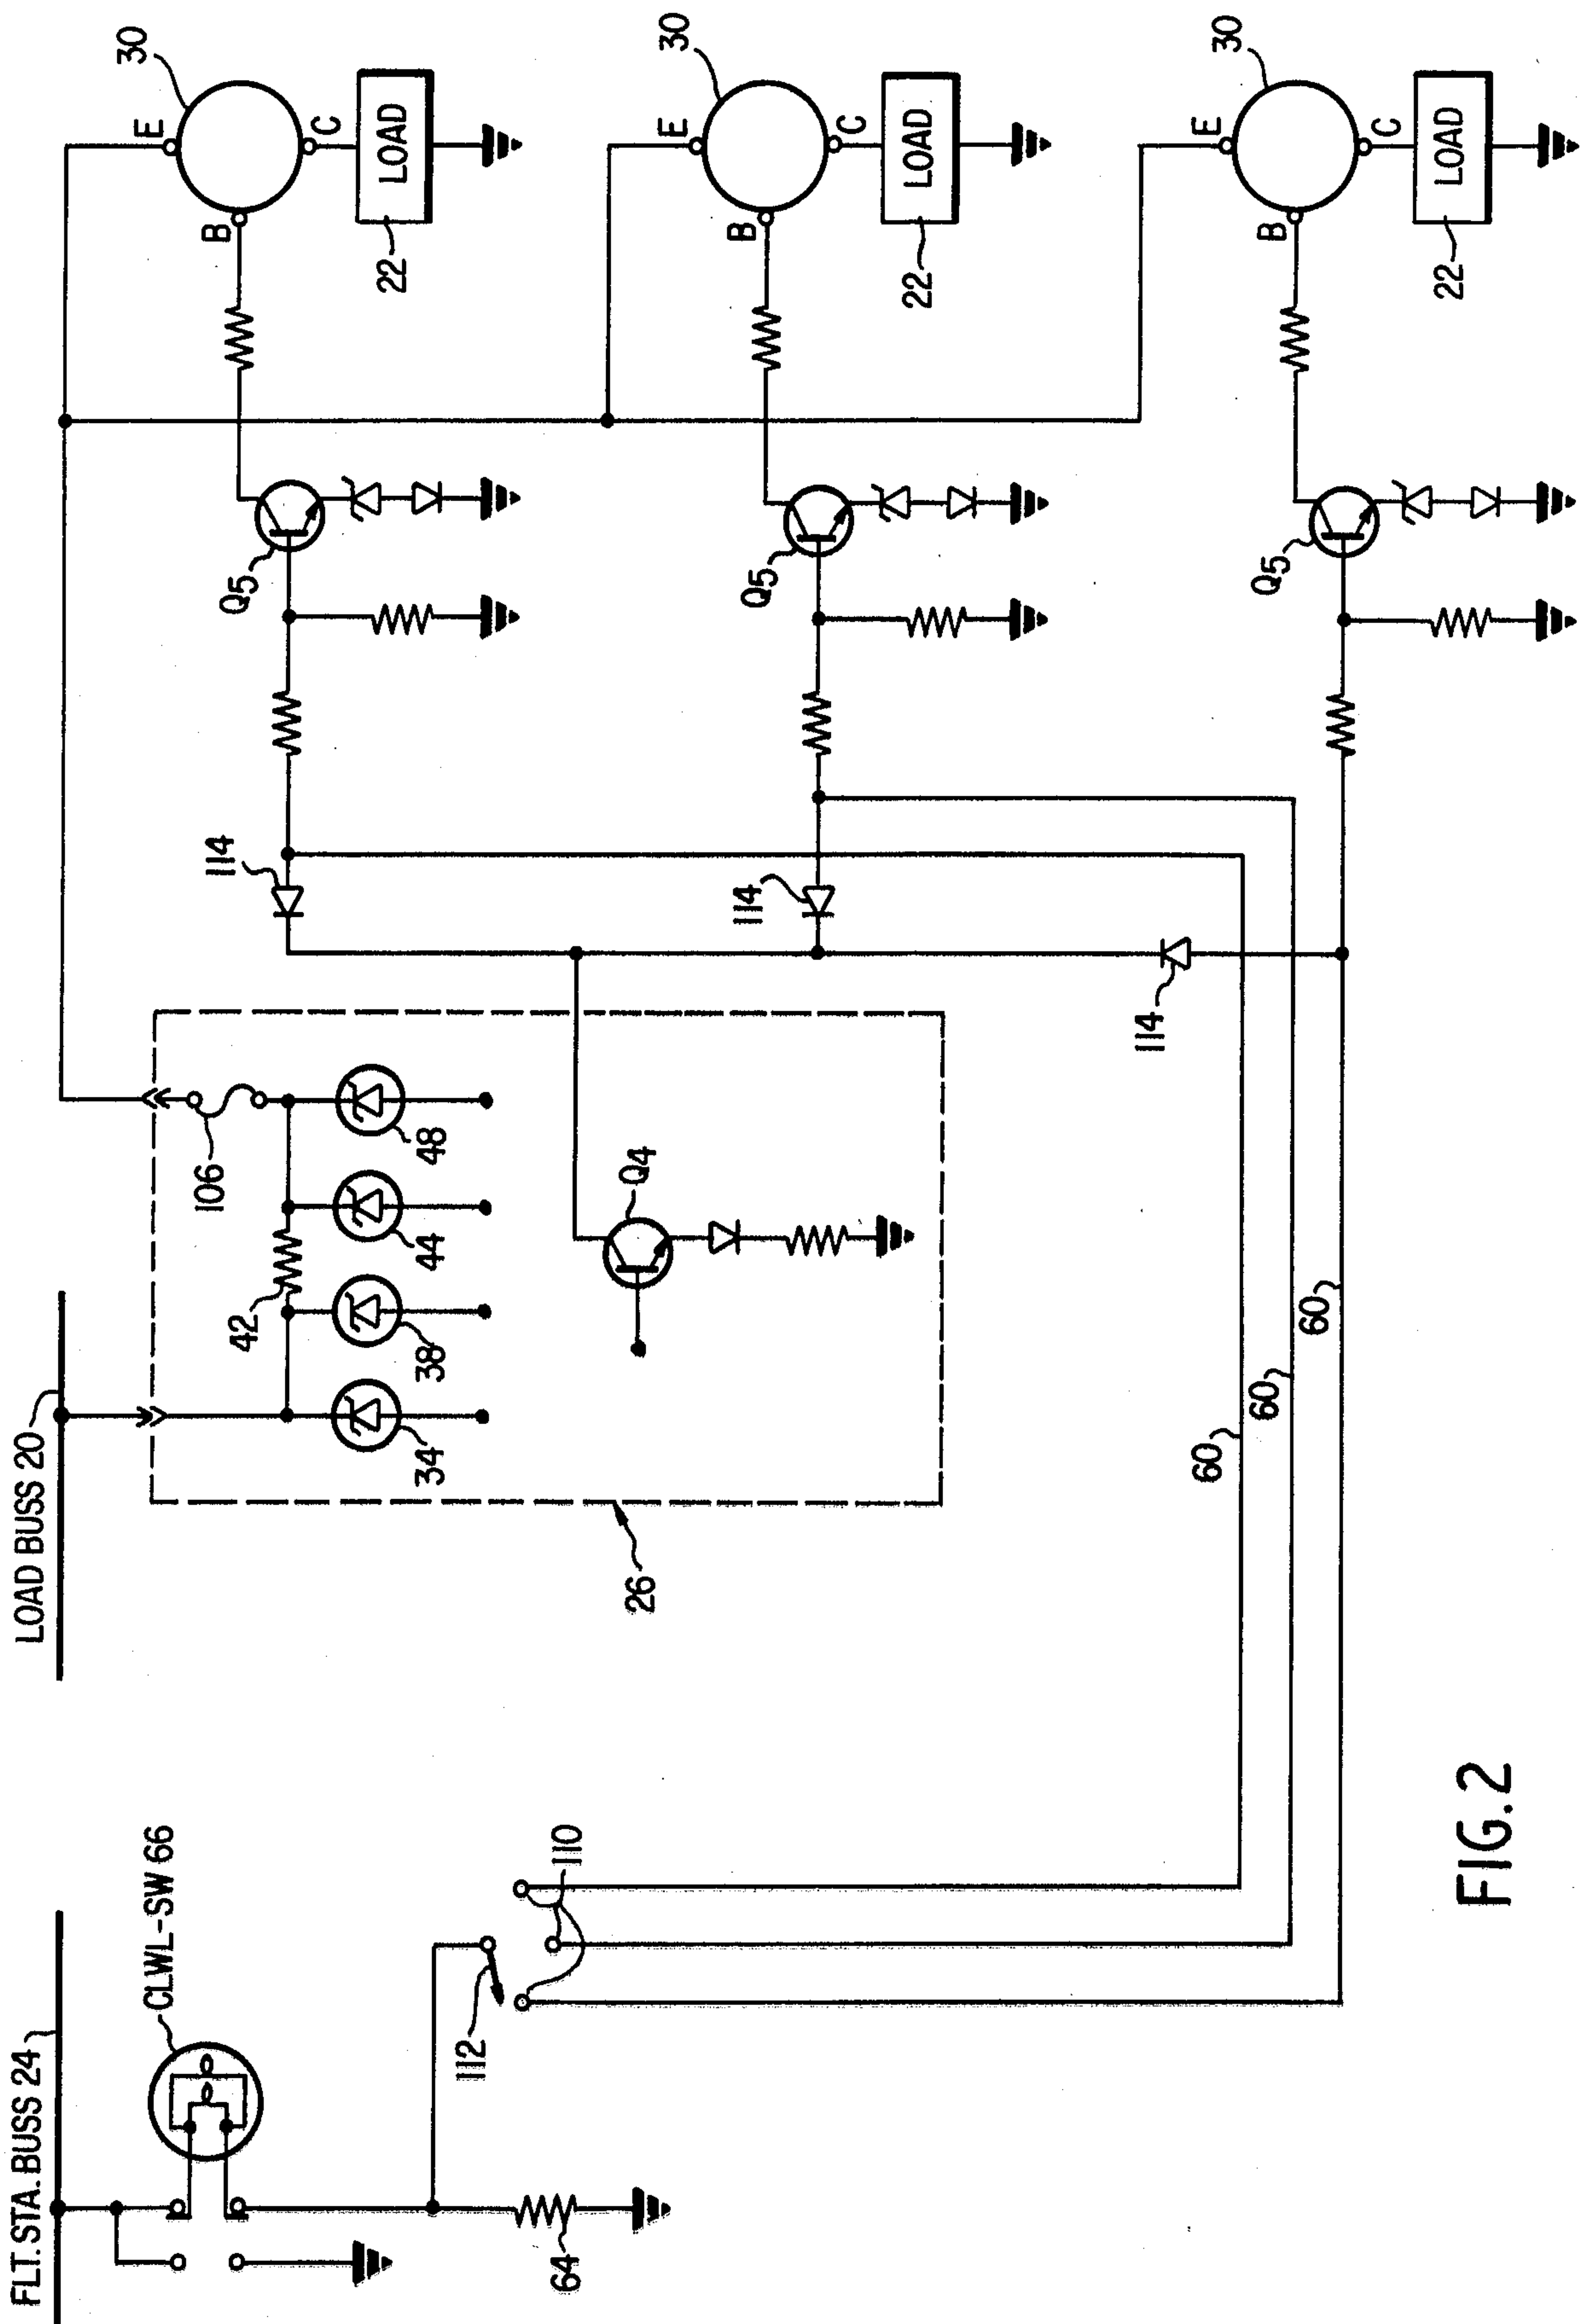 FLT. STA. BUSS 24
LOAD BUSS 20
CLWL-SW 66
30
E
B
C
LOAD
22
30
E
B
C
LOAD
22
30
E
B
C
LOAD
22
Q5
Q5
Q5
114
114
114
106
42
34
38
44
48
Q4
26
60
60
60
110
112
64
FIG. 2